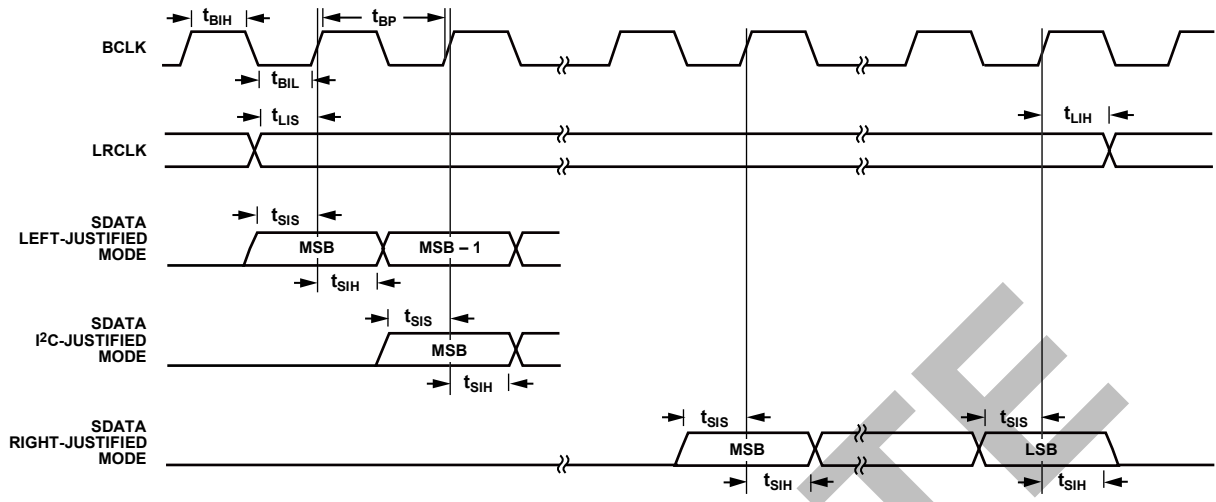 tBIH
tBP
BCLK
tBIL
tLIS
tLIH
LRCLK
SDATA
LEFT-JUSTIFIED
MODE
tSIS
MSB
MSB – 1
tSIH
SDATA
I²C-JUSTIFIED
MODE
tSIS
MSB
tSIH
SDATA
RIGHT-JUSTIFIED
MODE
tSIS
tSIS
MSB
LSB
tSIH
tSIH
TE